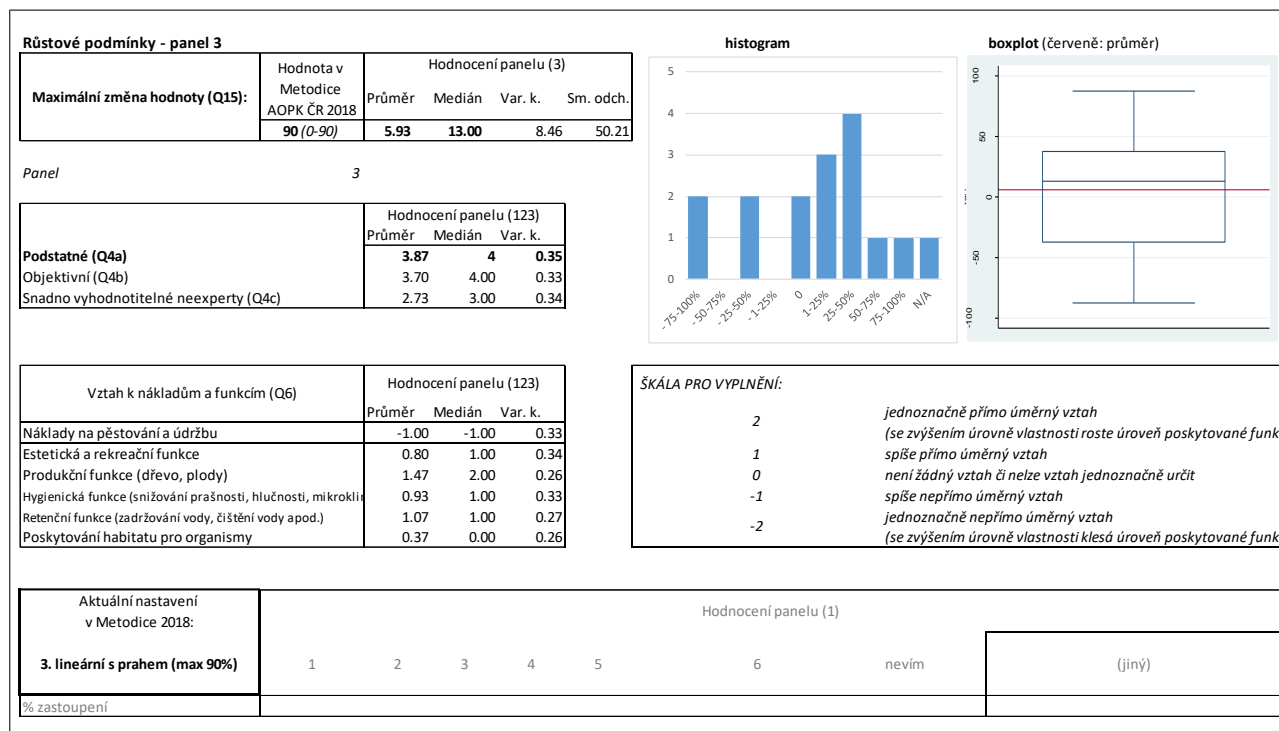 Růstové podmínky - panel 3
Maximální změna hodnoty (Q15):
Hodnota v
Metodice
AOPK ČR 2018
Hodnocení panelu (3)
Průměr Medián Var. k. Sm. odch.
90 (0-90) 5.93 13.00 8.46 50.21
histogram
5
4
3
2
1
0
- 75-100% - 50-75% - 25-50% - 1-25% 0 1-25% 25-50% 50-75% 75-100% N/A
boxplot (červeně: průměr)
100
50
0
-50
-100
Panel 3
Hodnocení panelu (123)
Průměr Medián Var. k.
Podstatné (Q4a) 3.87 4 0.35
Objektivní (Q4b) 3.70 4.00 0.33
Snadno vyhodnotitelné neexperty (Q4c) 2.73 3.00 0.34
Vztah k nákladům a funkcím (Q6)
Hodnocení panelu (123)
Průměr Medián Var. k.
Náklady na pěstování a údržbu -1.00 -1.00 0.33
Estetická a rekreační funkce 0.80 1.00 0.34
Produkční funkce (dřevo, plody) 1.47 2.00 0.26
Hygienická funkce (snižování prašnosti, hlučnosti, mikroklin 0.93 1.00 0.33
Retenční funkce (zadržování vody, čištění vody apod.) 1.07 1.00 0.27
Poskytování habitatu pro organismy 0.37 0.00 0.26
ŠKÁLA PRO VYPLNĚNÍ:
2 jednoznačně přímo úměrný vztah
(se zvýšením úrovně vlastnosti roste úroveň poskytované funk
1 spíše přímo úměrný vztah
0 není žádný vztah či nelze vztah jednoznačně určit
-1 spíše nepřímo úměrný vztah
-2 jednoznačně nepřímo úměrný vztah
(se zvýšením úrovně vlastnosti klesá úroveň poskytované funk
Aktuální nastavení
v Metodice 2018:
3. lineární s prahem (max 90%)
Hodnocení panelu (1)
1 2 3 4 5 6 nevím (jiný)
% zastoupení